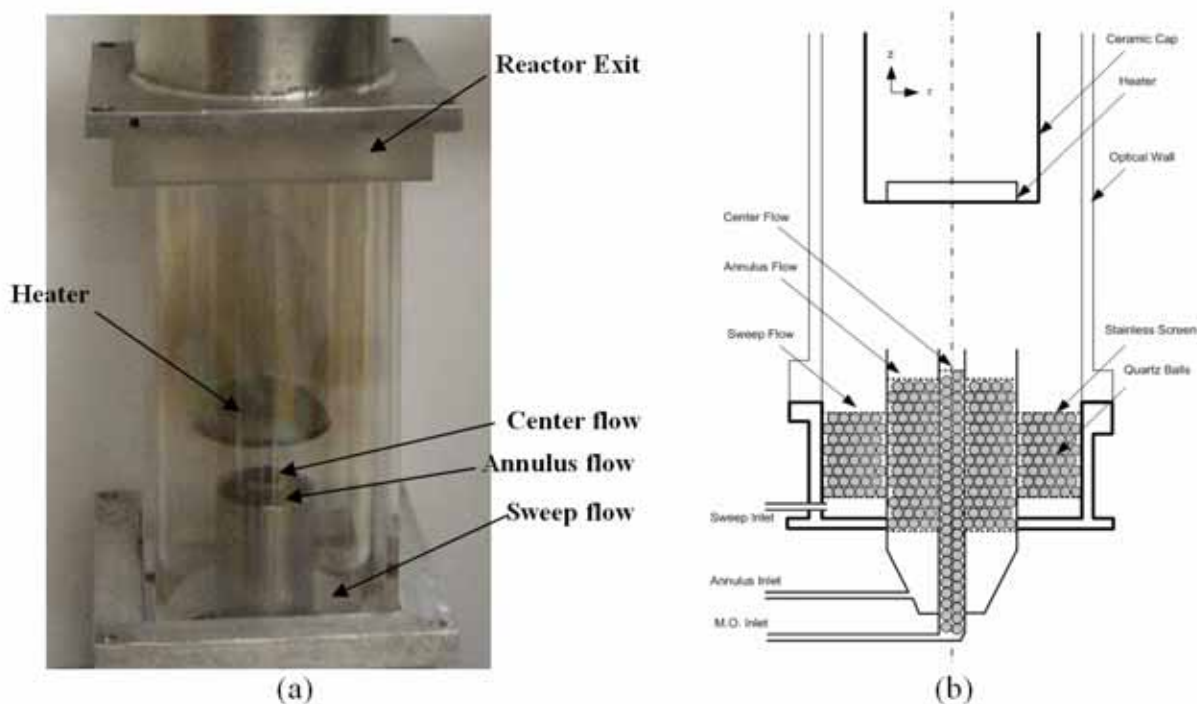 Reactor Exit
Heater
Center flow
Annulus flow
Sweep flow
(a)
Ceramic Cap
Z
r
Heater
Optical Wall
Center Flow
Annulus Flow
Sweep Flow
Stainless Screen
Quartz Balls
Sweep Inlet
Annulus Inlet
M.O. Inlet
(b)